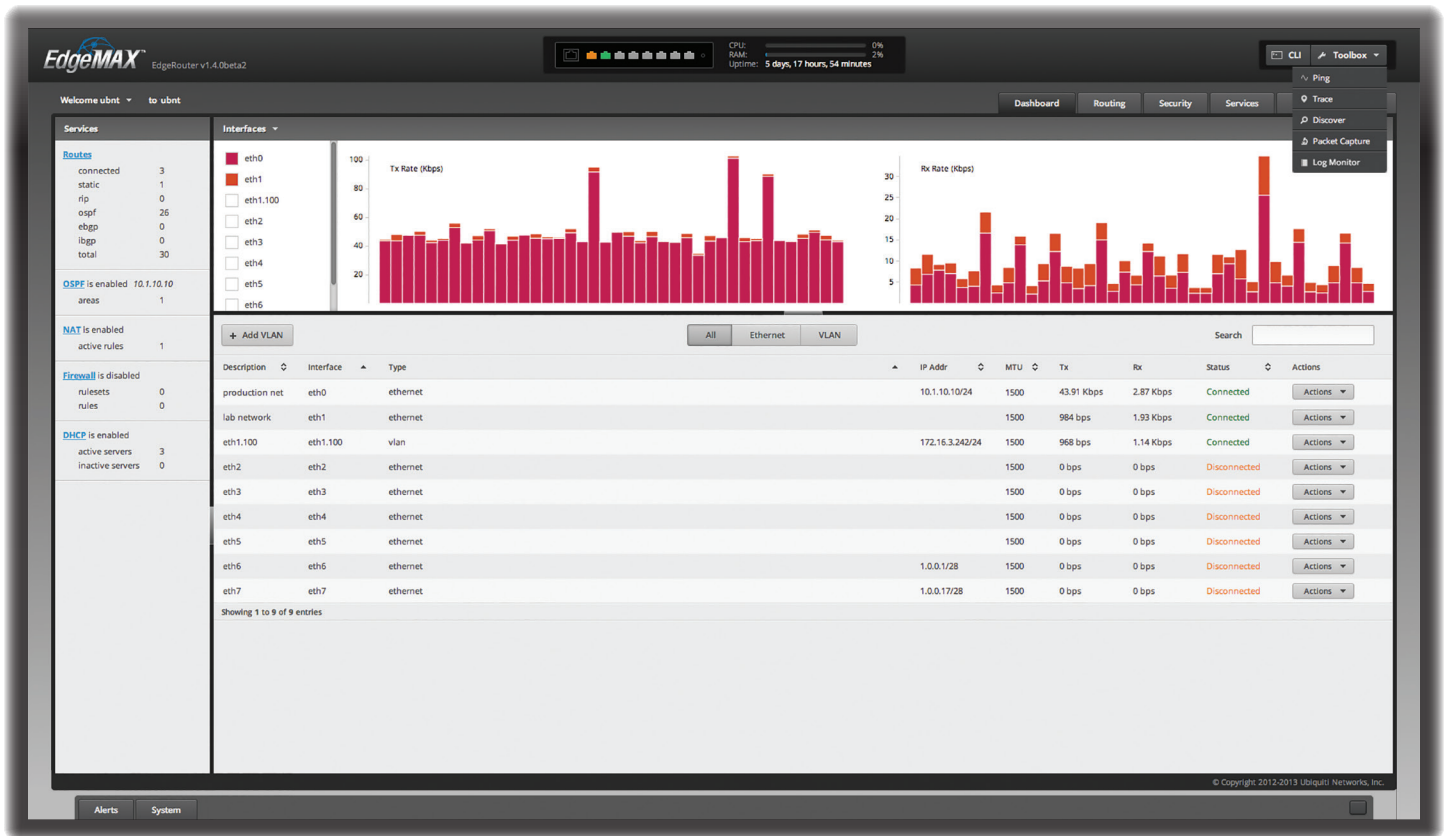 EdgeMAX™ EdgeRouter v1.4.0beta2
CPU: 0%
RAM: 2%
Uptime: 5 days, 17 hours, 54 minutes
CLI Toolbox
Ping
Trace
Discover
Packet Capture
Log Monitor
Welcome ubnt to ubnt
Dashboard Routing Security Services
Services
Routes
connected 3
static 1
rip 0
ospf 26
ebgp 0
ibgp 0
total 30
OSPF is enabled 10.1.10.10
areas 1
NAT is enabled
active rules 1
Firewall is disabled
rulesets 0
rules 0
DHCP is enabled
active servers 3
inactive servers 0
Interfaces
eth0
eth1
eth1.100
eth2
eth3
eth4
eth5
eth6
Tx Rate (Kbps)
100
80
60
40
20
Rx Rate (Kbps)
30
25
20
15
10
5
+ Add VLAN All Ethernet VLAN Search
Description Interface Type IP Addr MTU Tx Rx Status Actions
production net eth0 ethernet 10.1.10.10/24 1500 43.91 Kbps 2.87 Kbps Connected Actions
lab network eth1 ethernet 1500 984 bps 1.93 Kbps Connected Actions
eth1.100 eth1.100 vlan 172.16.3.242/24 1500 968 bps 1.14 Kbps Connected Actions
eth2 eth2 ethernet 1500 0 bps 0 bps Disconnected Actions
eth3 eth3 ethernet 1500 0 bps 0 bps Disconnected Actions
eth4 eth4 ethernet 1500 0 bps 0 bps Disconnected Actions
eth5 eth5 ethernet 1500 0 bps 0 bps Disconnected Actions
eth6 eth6 ethernet 1.0.0.1/28 1500 0 bps 0 bps Disconnected Actions
eth7 eth7 ethernet 1.0.0.17/28 1500 0 bps 0 bps Disconnected Actions
Showing 1 to 9 of 9 entries
© Copyright 2012-2013 Ubiquiti Networks, Inc.
Alerts System